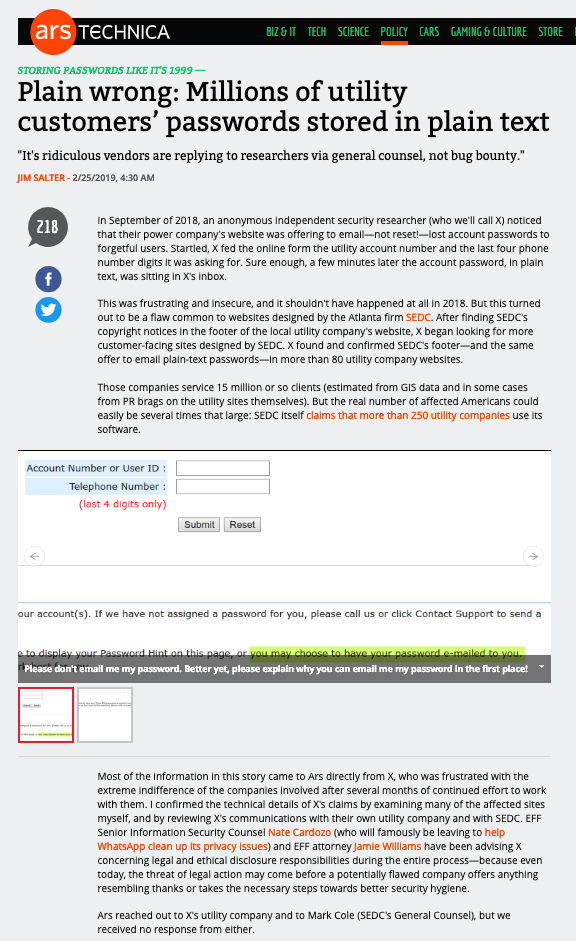 ars TECHNICA
BIZ & IT TECH SCIENCE POLICY CARS GAMING & CULTURE STORE
STORING PASSWORDS LIKE IT'S 1999 —
Plain wrong: Millions of utility
customers’ passwords stored in plain text
"It's ridiculous vendors are replying to researchers via general counsel, not bug bounty."
JIM SALTER - 2/25/2019, 4:30 AM
218
In September of 2018, an anonymous independent security researcher (who we'll call X) noticed
that their power company's website was offering to email—not reset!—lost account passwords to
forgetful users. Startled, X fed the online form the utility account number and the last four phone
number digits it was asking for. Sure enough, a few minutes later the account password, in plain
text, was sitting in X's inbox.
This was frustrating and insecure, and it shouldn't have happened at all in 2018. But this turned
out to be a flaw common to websites designed by the Atlanta firm SEDC. After finding SEDC's
copyright notices in the footer of the local utility company's website, X began looking for more
customer-facing sites designed by SEDC. X found and confirmed SEDC's footer—and the same
offer to email plain-text passwords—in more than 80 utility company websites.
Those companies service 15 million or so clients (estimated from GIS data and in some cases
from PR brags on the utility sites themselves). But the real number of affected Americans could
easily be several times that large: SEDC itself claims that more than 250 utility companies use its
software.
Account Number or User ID :
Telephone Number :
(last 4 digits only)
Submit Reset
our account(s). If we have not assigned a password for you, please call us or click Contact Support to send a
e to display your Password Hint on this page, or you may choose to have your password e-mailed to you,
Please don't email me my password. Better yet, please explain why you can email me my password in the first place!
Most of the information in this story came to Ars directly from X, who was frustrated with the
extreme indifference of the companies involved after several months of continued effort to work
with them. I confirmed the technical details of X's claims by examining many of the affected sites
myself, and by reviewing X's communications with their own utility company and with SEDC. EFF
Senior Information Security Counsel Nate Cardozo (who will famously be leaving to help
WhatsApp clean up its privacy issues) and EFF attorney Jamie Williams have been advising X
concerning legal and ethical disclosure responsibilities during the entire process—because even
today, the threat of legal action may come before a potentially flawed company offers anything
resembling thanks or takes the necessary steps towards better security hygiene.
Ars reached out to X's utility company and to Mark Cole (SEDC's General Counsel), but we
received no response from either.